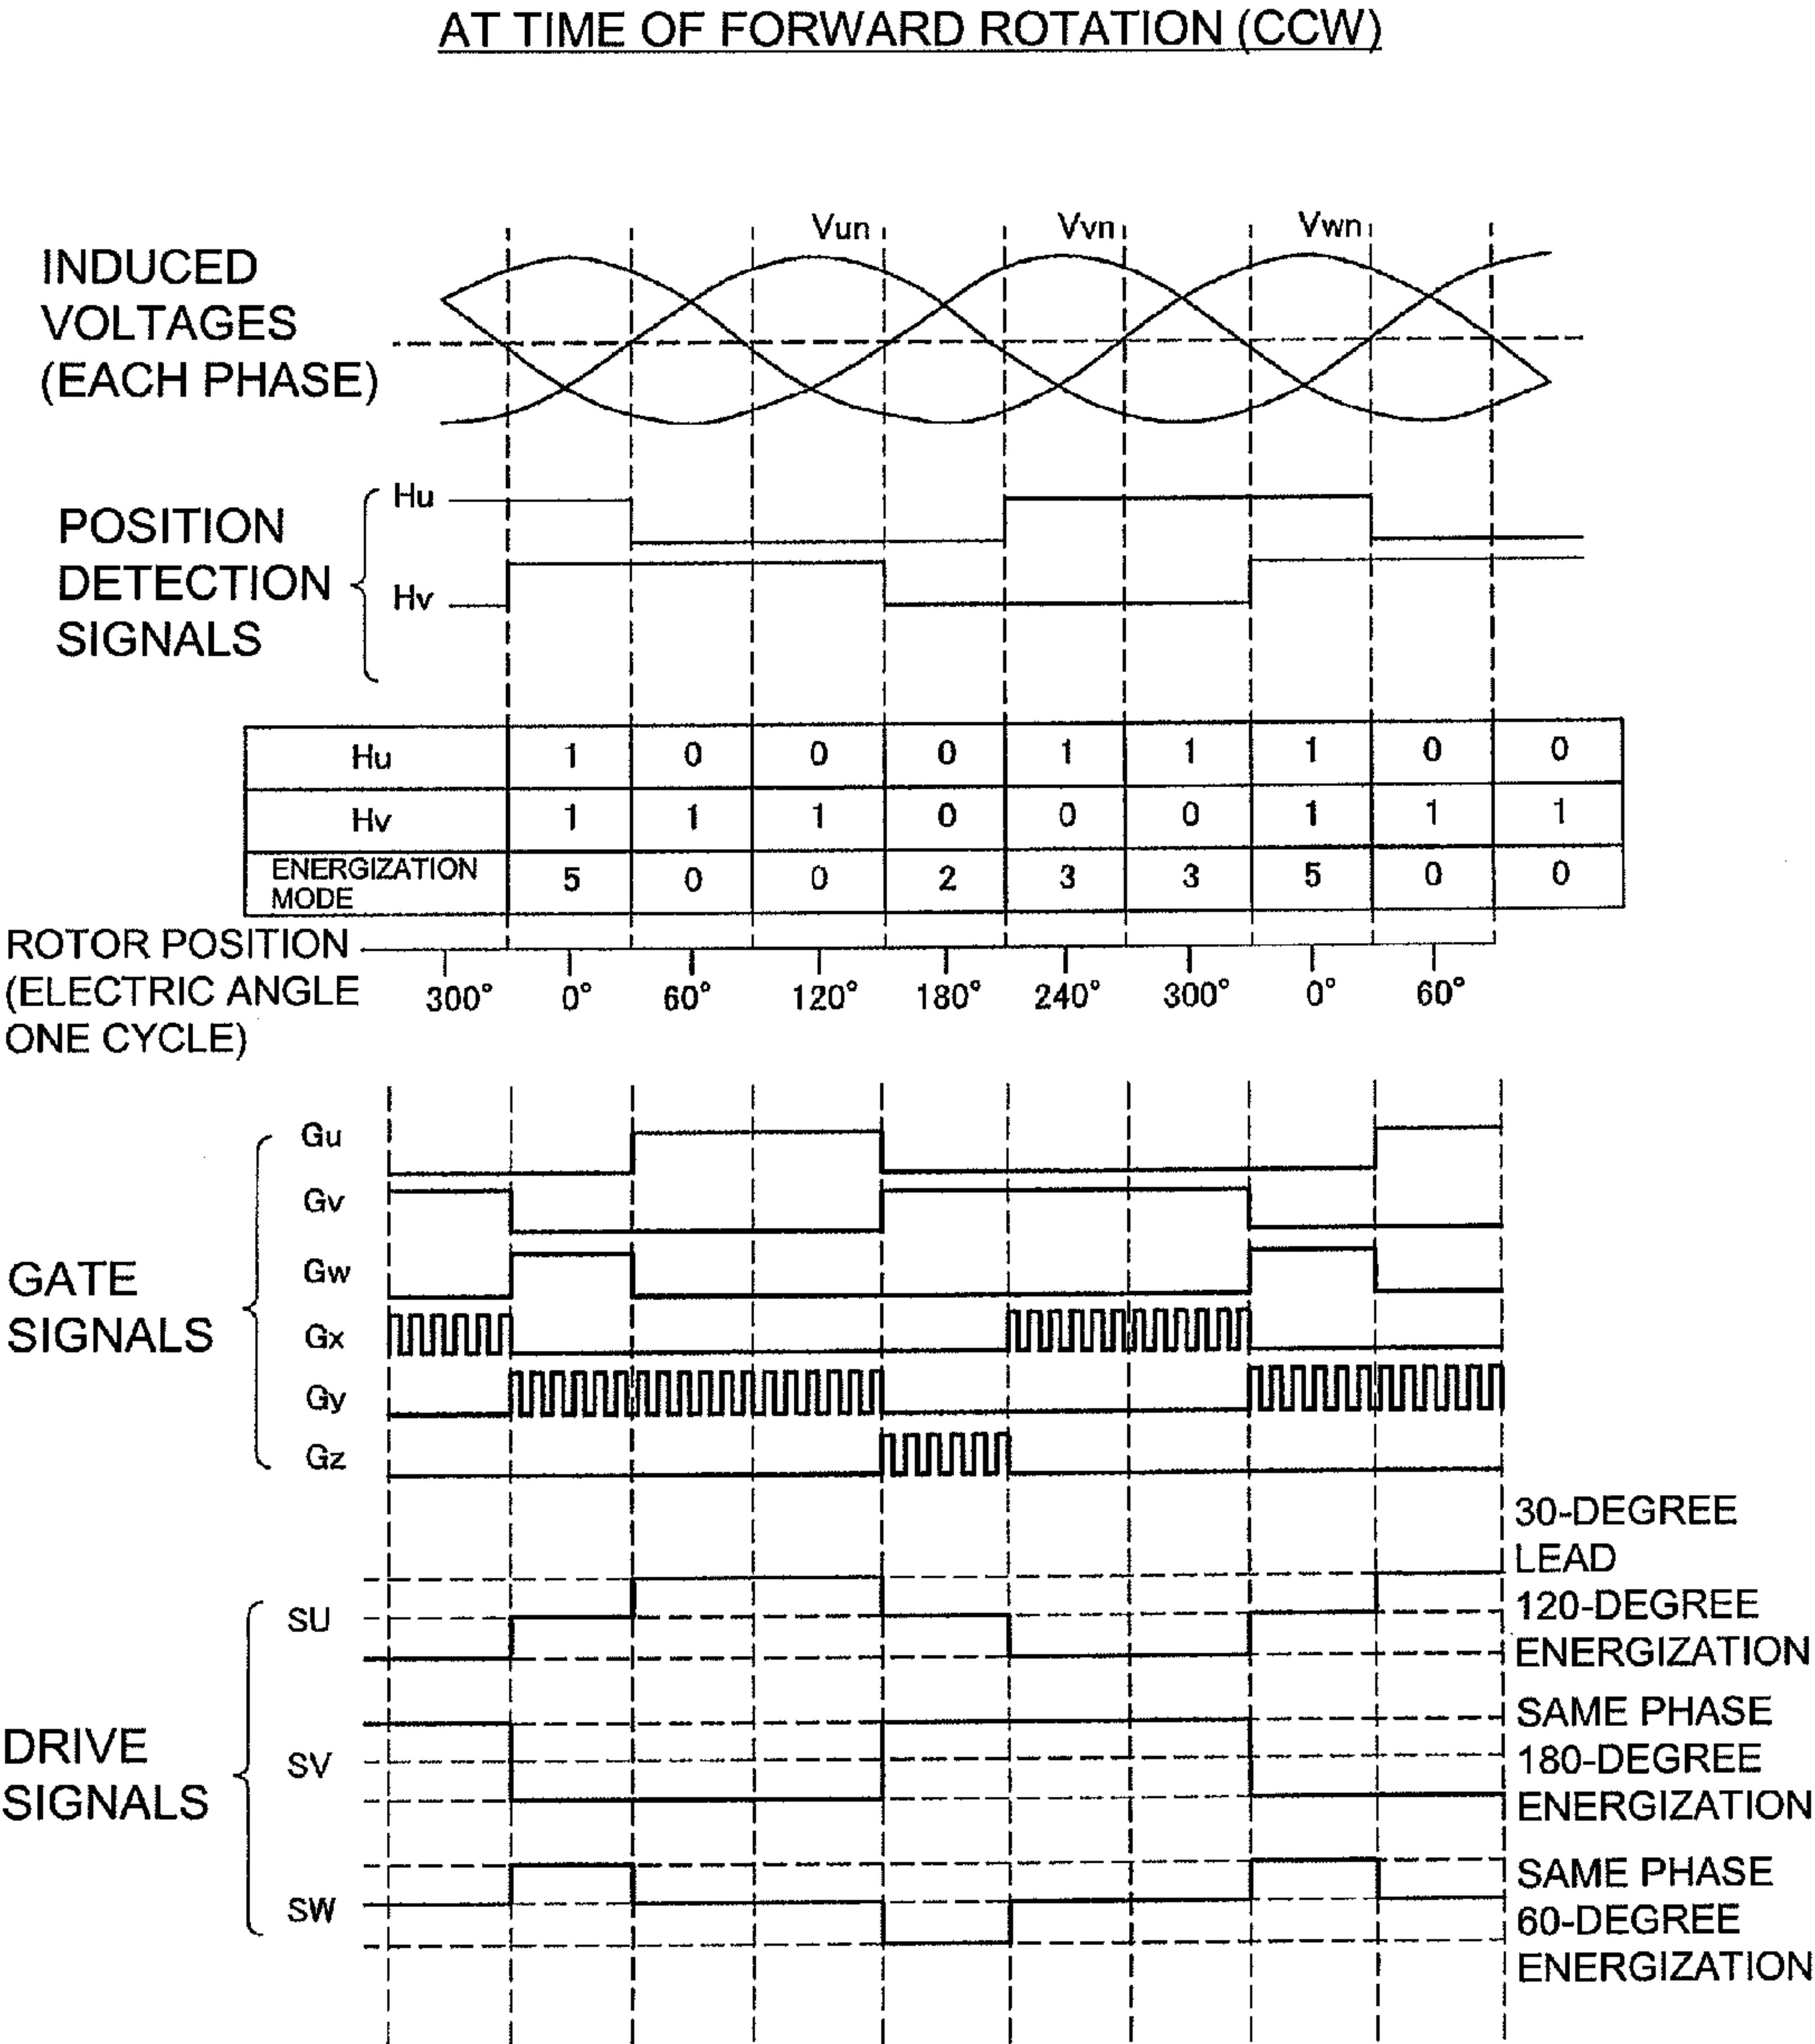 AT TIME OF FORWARD ROTATION (CCW)
Vun Vvn Vwn
INDUCED
VOLTAGES
(EACH PHASE)
POSITION
DETECTION
SIGNALS
Hu
Hv
Hu 1 0 0 0 1 1 1 0 0
Hv 1 1 1 0 0 0 1 1 1
ENERGIZATION
MODE
5 0 0 2 3 3 5 0 0
ROTOR POSITION
(ELECTRIC ANGLE
ONE CYCLE)
300° 0° 60° 120° 180° 240° 300° 0° 60°
GATE
SIGNALS
Gu
Gv
Gw
Gx
Gy
Gz
DRIVE
SIGNALS
SU
30-DEGREE
LEAD
120-DEGREE
ENERGIZATION
SV
SAME PHASE
180-DEGREE
ENERGIZATION
SW
SAME PHASE
60-DEGREE
ENERGIZATION